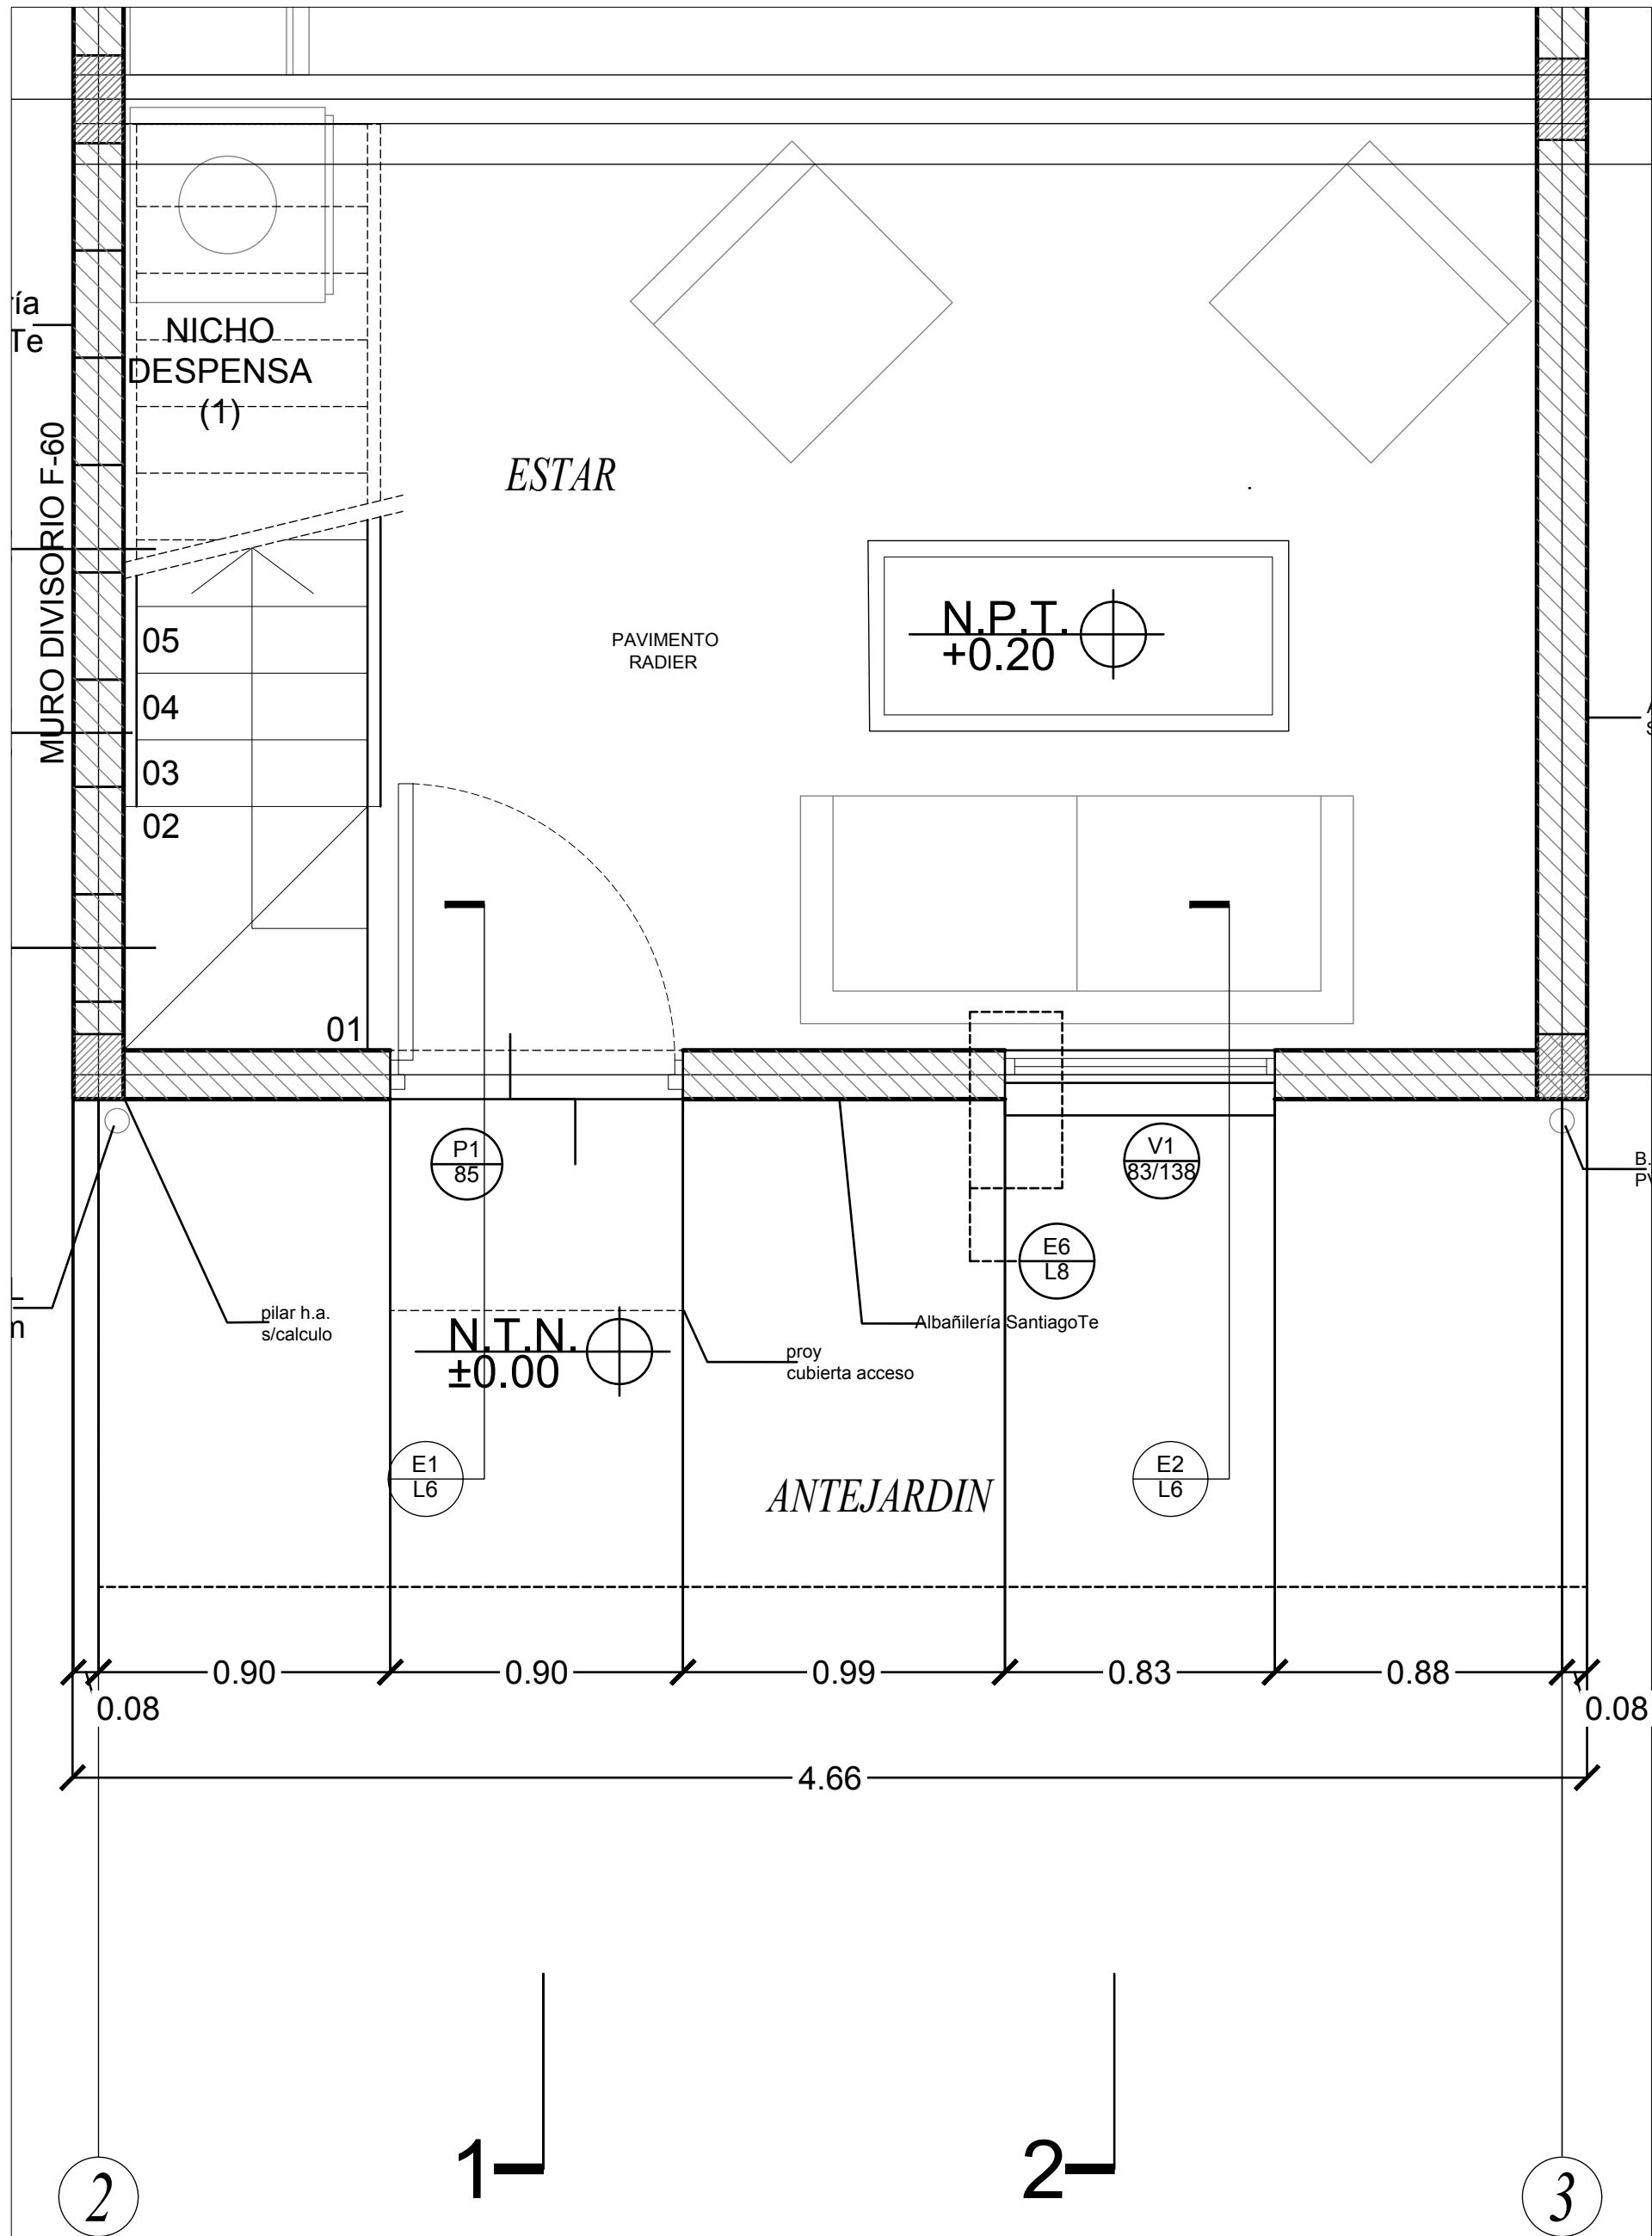 ía
Te
NICHO
DESPENSA
(1)
MURO DIVISORIO F-60
ESTAR
N.P.T.
+0.20
PAVIMENTO
RADIER
05
04
03
02
01
P1
85
V1
83/138
B.
E6
L8
pilar h.a.
s/calculo
Albañilería SantiagoTe
N.T.N.
±0.00
proy
cubierta acceso
E1
L6
E2
L6
ANTEJARDIN
0.90
0.90
0.99
0.83
0.88
0.08
0.08
4.66
1
2
2
3